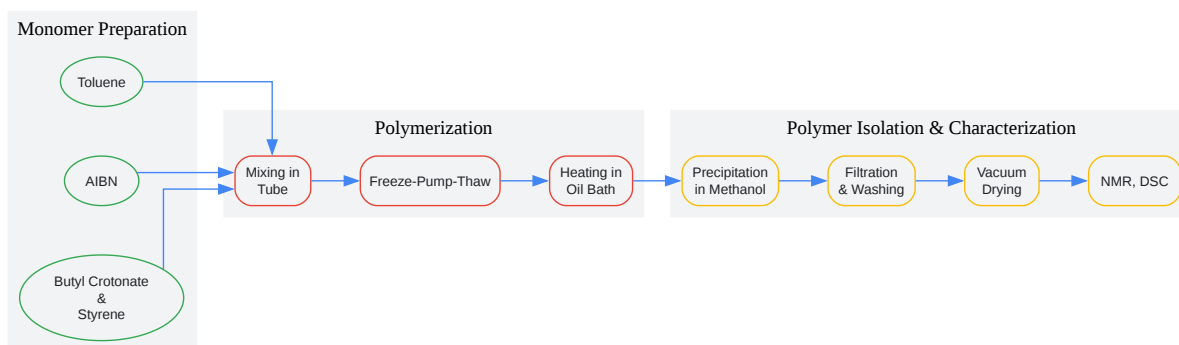 Monomer Preparation
Toluene
AIBN
Butyl Crotonate
&
Styrene
Polymerization
Mixing in
Tube
Freeze-Pump-Thaw
Heating in
Oil Bath
Polymer Isolation & Characterization
Precipitation
in Methanol
Filtration
& Washing
Vacuum
Drying
NMR, DSC